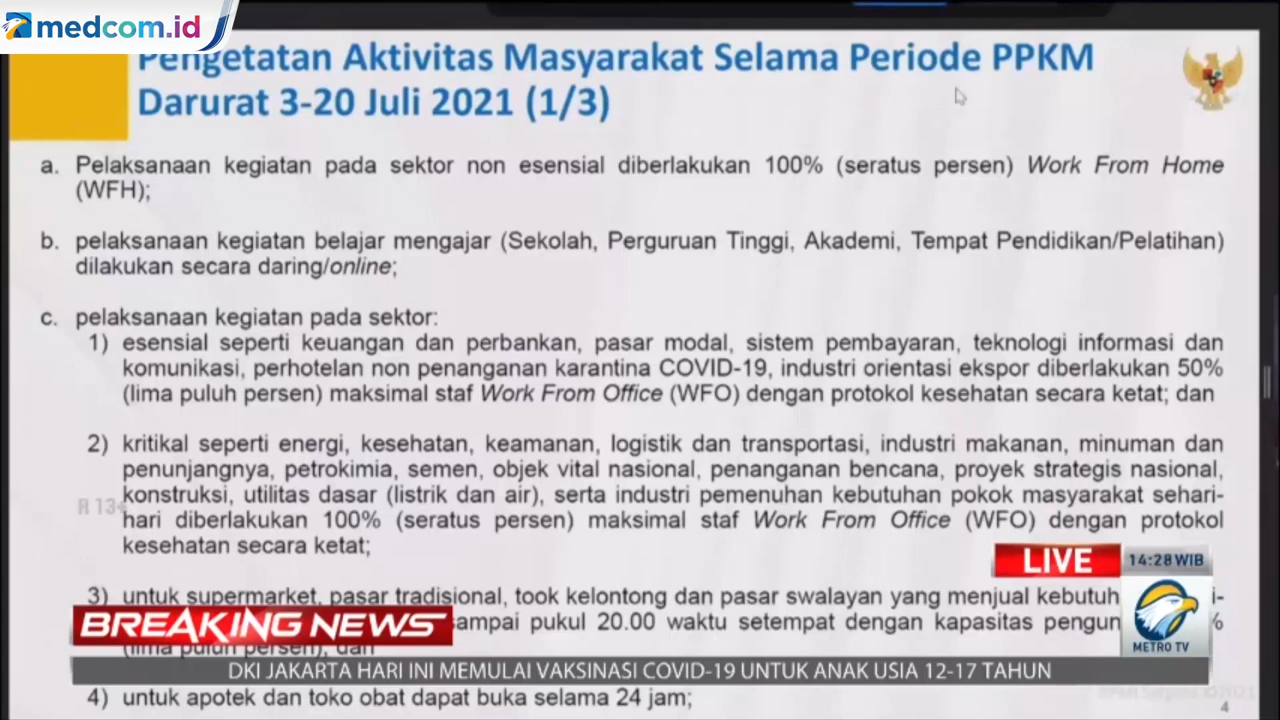 medcom.id
Pengetatan Aktivitas Masyarakat Selama Periode PPKM
Darurat 3-20 Juli 2021 (1/3)
a. Pelaksanaan kegiatan pada sektor non esensial diberlakukan 100% (seratus persen) Work From Home
(WFH);
b. pelaksanaan kegiatan belajar mengajar (Sekolah, Perguruan Tinggi, Akademi, Tempat Pendidikan/Pelatihan)
dilakukan secara daring/online;
c. pelaksanaan kegiatan pada sektor:
1) esensial seperti keuangan dan perbankan, pasar modal, sistem pembayaran, teknologi informasi dan
komunikasi, perhotelan non penanganan karantina COVID-19, industri orientasi ekspor diberlakukan 50%
(lima puluh persen) maksimal staf Work From Office (WFO) dengan protokol kesehatan secara ketat; dan
2) kritikal seperti energi, kesehatan, keamanan, logistik dan transportasi, industri makanan, minuman dan
penunjangnya, petrokimia, semen, objek vital nasional, penanganan bencana, proyek strategis nasional,
konstruksi, utilitas dasar (listrik dan air), serta industri pemenuhan kebutuhan pokok masyarakat sehari-
hari diberlakukan 100% (seratus persen) maksimal staf Work From Office (WFO) dengan protokol
kesehatan secara ketat;
LIVE 14:28 WIB
3) untuk supermarket, pasar tradisional, took kelontong dan pasar swalayan yang menjual
BREAKING NEWS pukul 20.00 waktu setempat dengan kapasitas
(lima puluh persen); dan
METRO TV
DKI JAKARTA HARI INI MEMULAI VAKSINASI COVID-19 UNTUK ANAK USIA 12-17 TAHUN
4) untuk apotek dan toko obat dapat buka selama 24 jam;
4